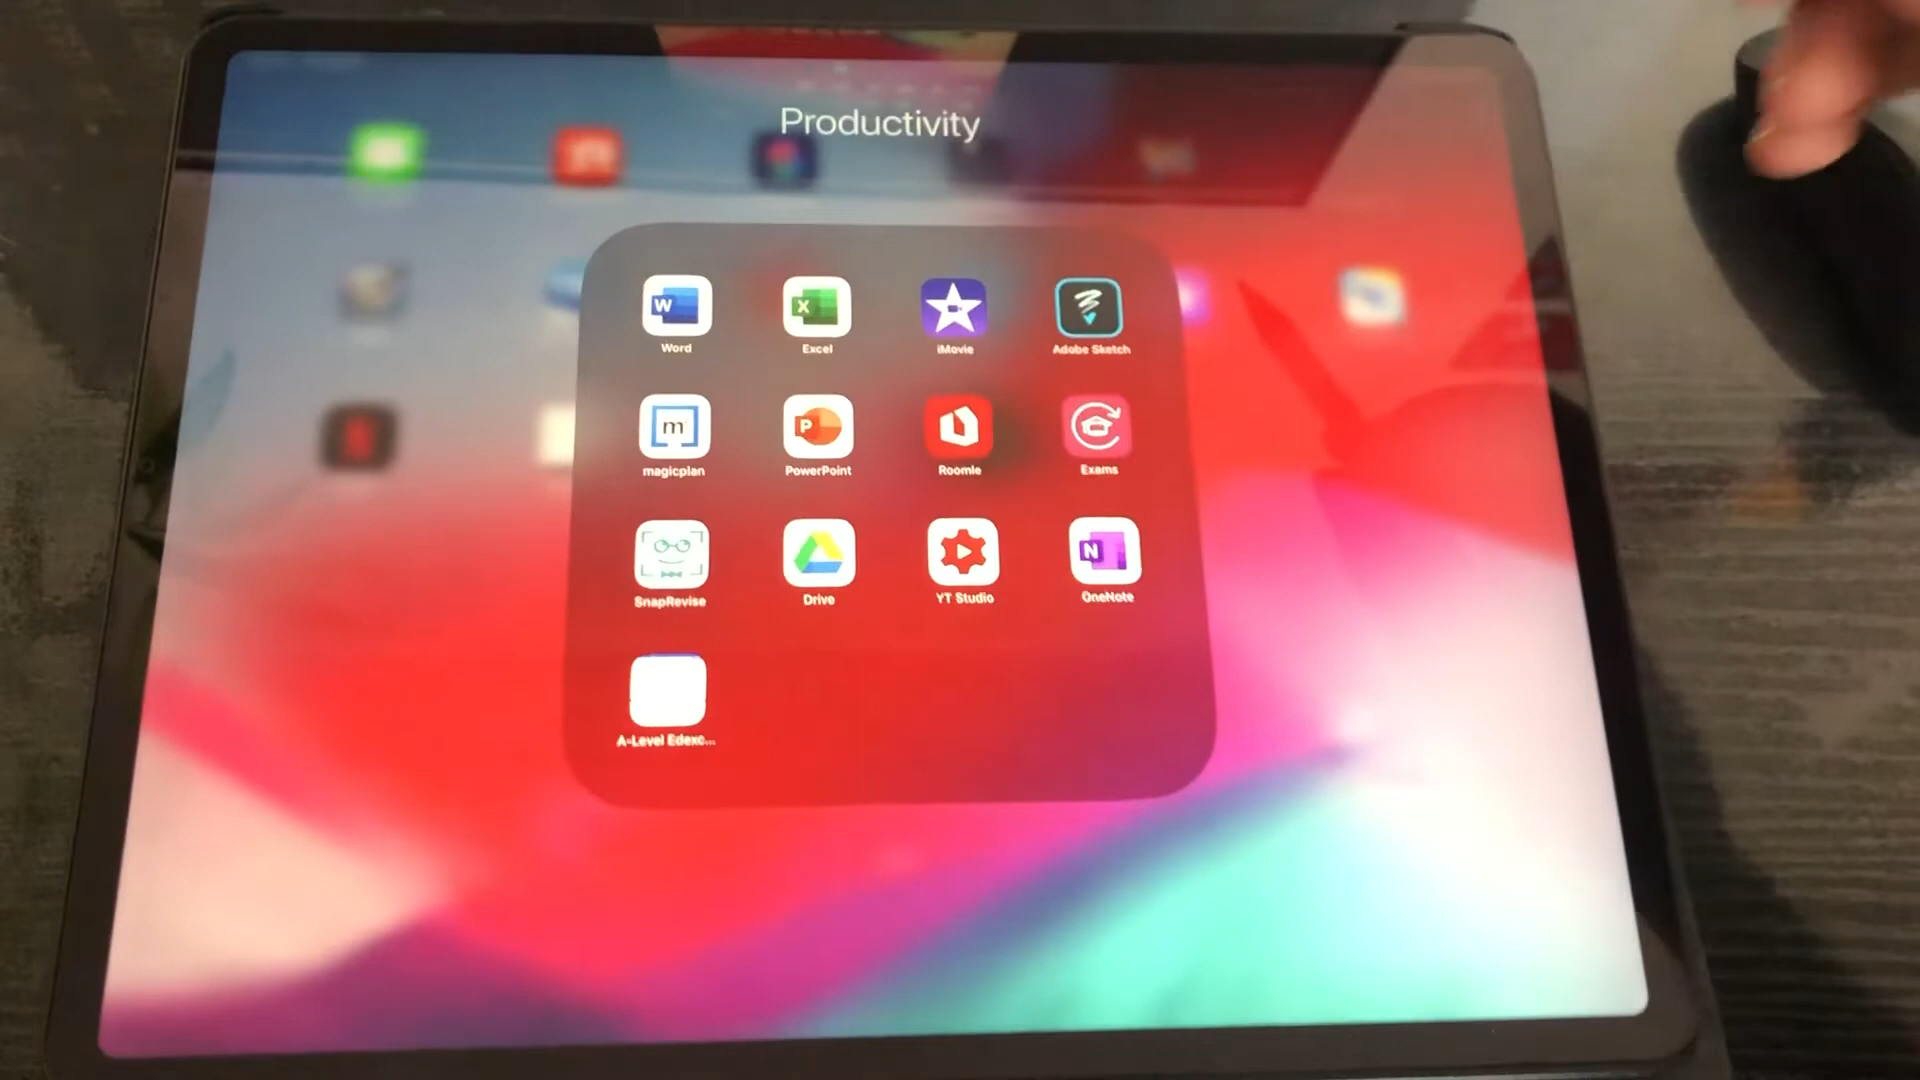 Productivity
Word
Excel
iMovie
Adobe Sketch
magicplan
PowerPoint
Roomle
Exams
SnapRevise
Drive
YT Studio
OneNote
A-Level Edexc...